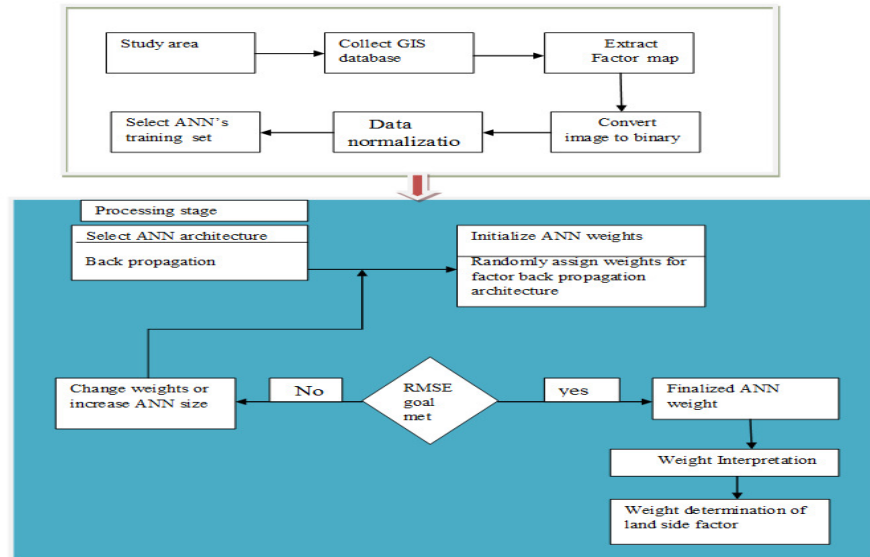 Study area
Collect GIS
database
Extract
Factor map
Select ANN's
training set
Data
normalizatio
Convert
image to binary
Processing stage
Select ANN architecture
Back propagation
Initialize ANN weights
Randomly assign weights for
factor back propagation
architecture
Change weights or
increase ANN size
No
RMSE
goal
met
yes
Finalized ANN
weight
Weight Interpretation
Weight determination of
land side factor